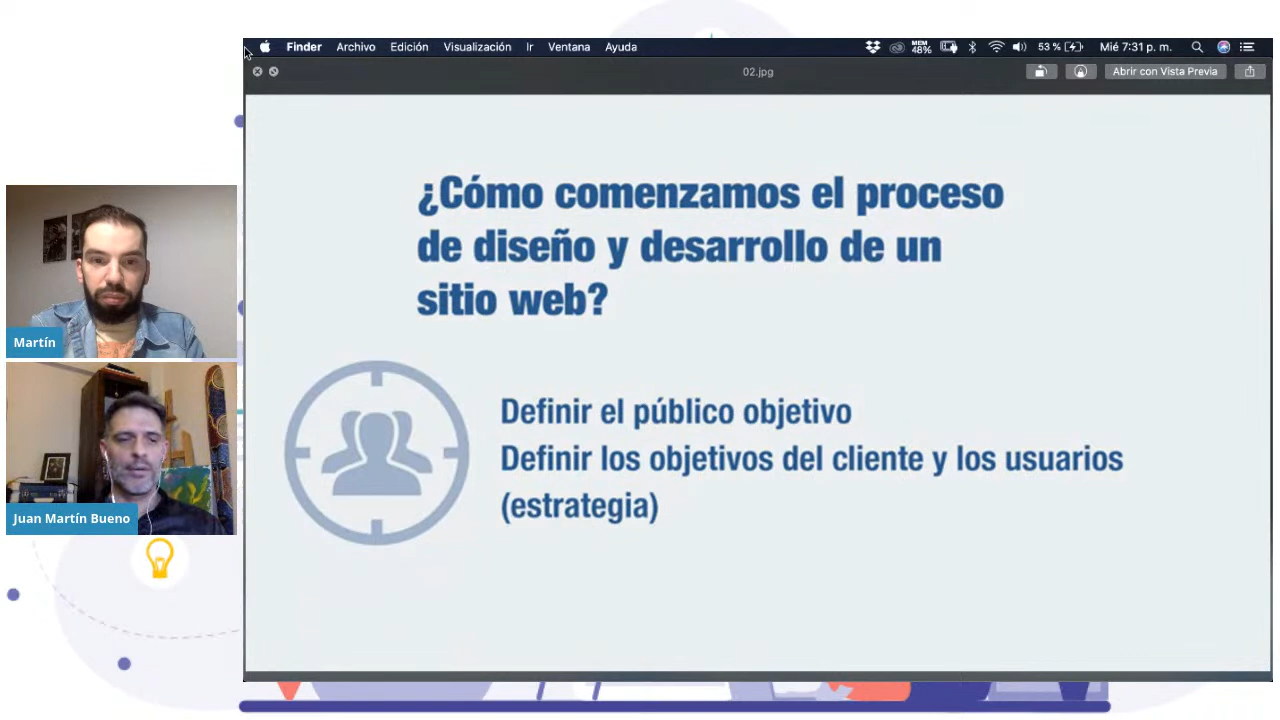 Finder Archivo Edición Visualización Ir Ventana Ayuda MEM 48% 53 % Mié 7:31 p. m.
02.jpg Abrir con Vista Previa
¿Cómo comenzamos el proceso
de diseño y desarrollo de un
sitio web?
Martín
Definir el público objetivo
Definir los objetivos del cliente y los usuarios
(estrategia)
Juan Martín Bueno